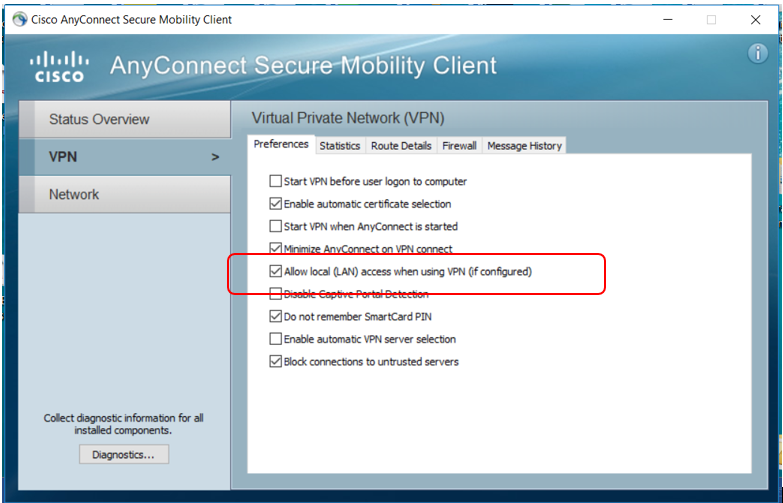 Cisco AnyConnect Secure Mobility Client
CISCO
AnyConnect Secure Mobility Client
Status Overview
VPN >
Network
Collect diagnostic information for all
installed components.
Diagnostics...
Virtual Private Network (VPN)
Preferences Statistics Route Details Firewall Message History
Start VPN before user logon to computer
Enable automatic certificate selection
Start VPN when AnyConnect is started
Minimize AnyConnect on VPN connect
Allow local (LAN) access when using VPN (if configured)
Disable Captive Portal Detection
Do not remember SmartCard PIN
Enable automatic VPN server selection
Block connections to untrusted servers